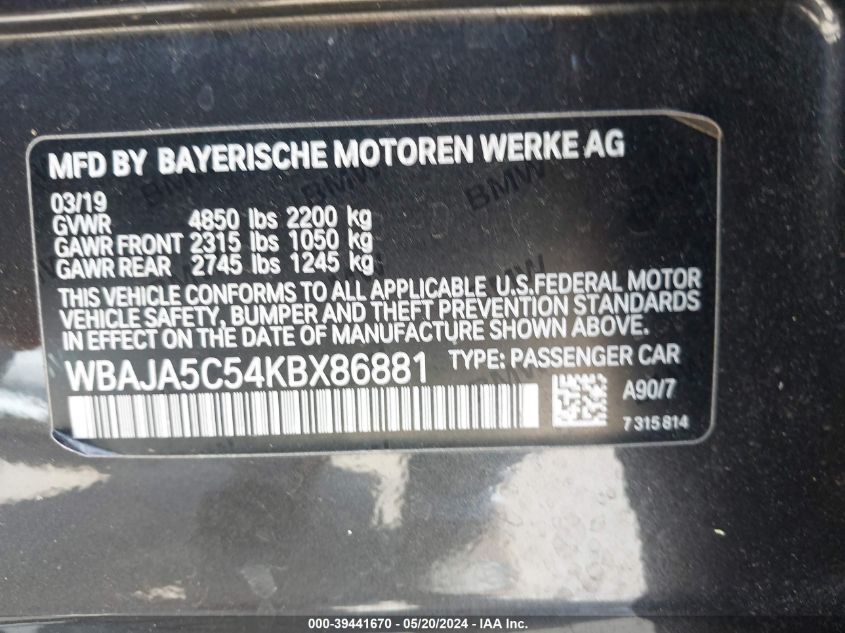 MFD BY BAYERISCHE MOTOREN WERKE AG
03/19
GVWR 4850 lbs 2200 kg
GAWR FRONT 2315 lbs 1050 kg
GAWR REAR 2745 lbs 1245 kg
THIS VEHICLE CONFORMS TO ALL APPLICABLE U.S.FEDERAL MOTOR
VEHICLE SAFETY, BUMPER AND THEFT PREVENTION STANDARDS
IN EFFECT ON THE DATE OF MANUFACTURE SHOWN ABOVE.
WBAJA5C54KBX86881 TYPE: PASSENGER CAR
A90/7
7315814
BMW
BMW
000-39441670 — 05/20/2024 — IAA Inc.